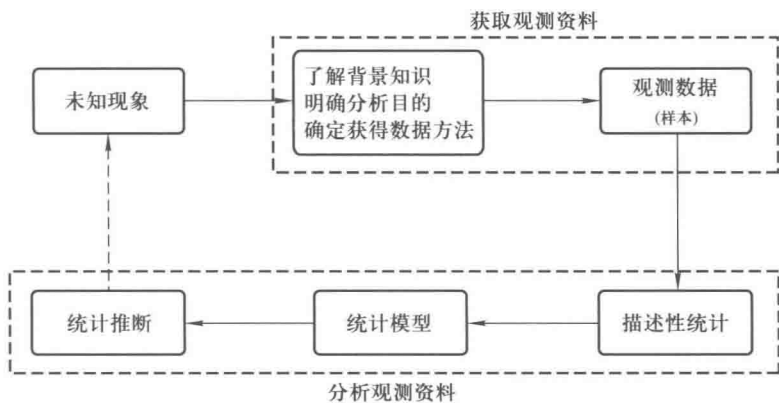 获取观测资料
未知现象
了解背景知识
明确分析目的
确定获得数据方法
观测数据
(样本)
统计推断
统计模型
描述性统计
分析观测资料